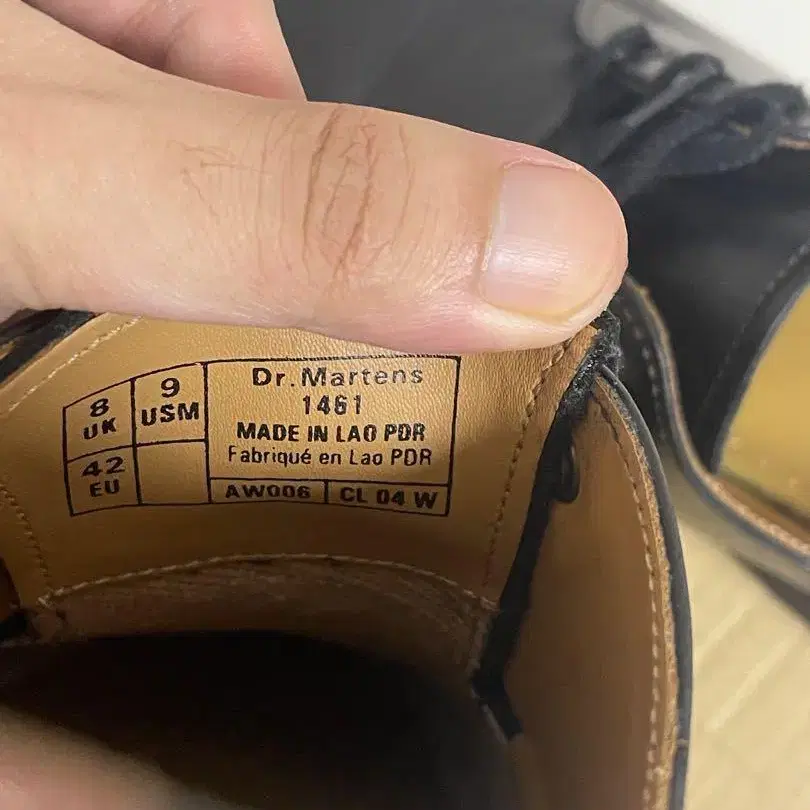 8
UK
9
USM
42
EU
Dr.Martens
1461
MADE IN LAO PDR
Fabriqué en Lao PDR
AW006
CL 04 W